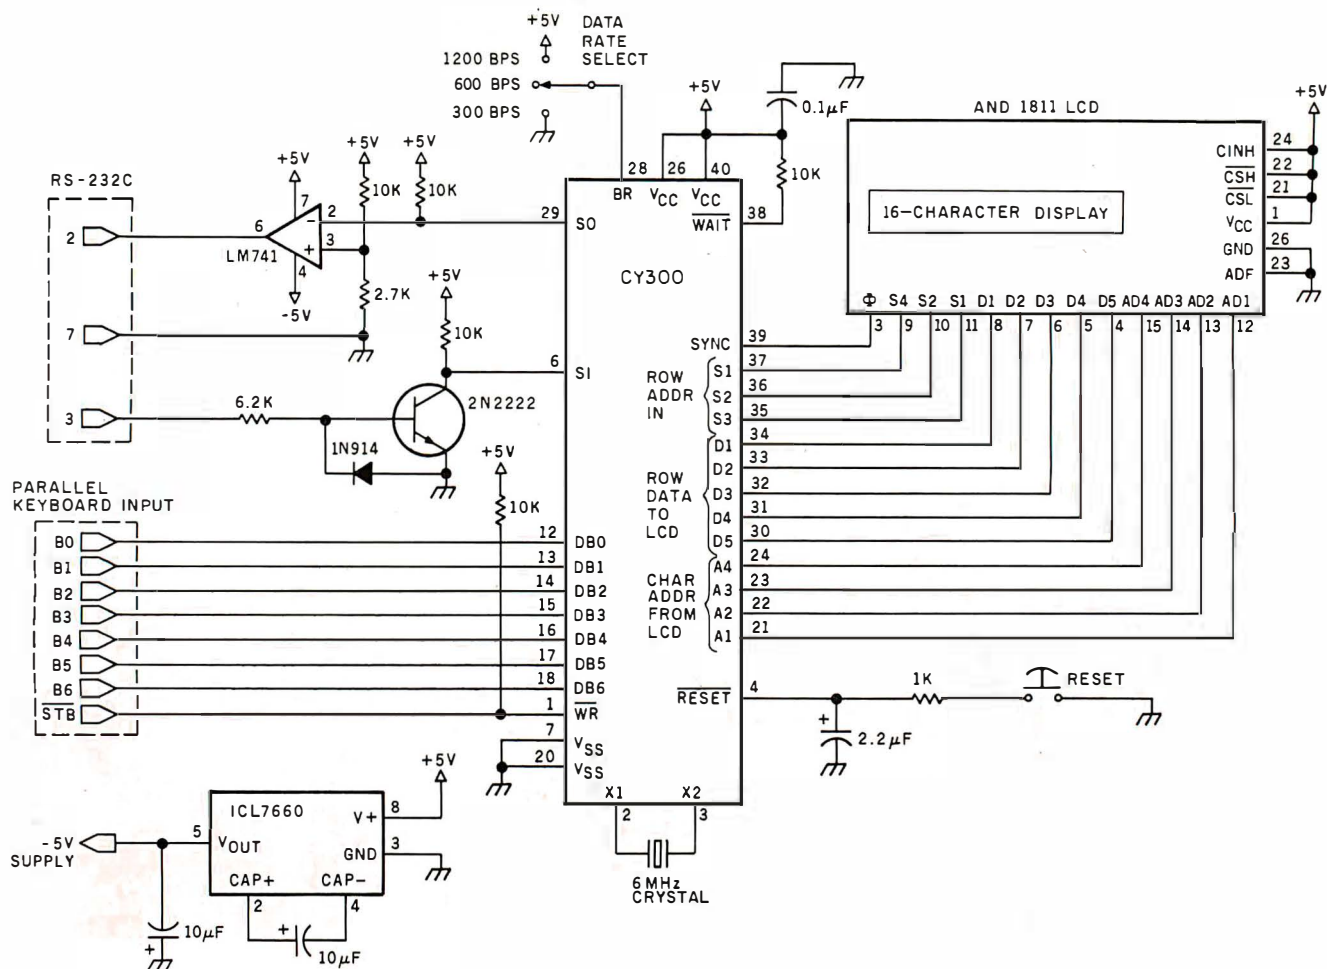 +5V DATA
RATE
SELECT
1200 BPS
600 BPS
300 BPS
+5V
0.1µF
AND 1811 LCD
+5V
RS-232C
+5V
+5V
+5V
10K
10K
28
26
40
BR
VCC
VCC
10K
38
WAIT
16-CHARACTER DISPLAY
CINH
24
CSH
22
CSL
21
VCC
1
GND
26
ADF
23
2
6
7
2
3
4
LM741
-5V
29
SO
CY300
7
2.7K
+5V
10K
Φ S4 S2 S1 D1 D2 D3 D4 D5 AD4 AD3 AD2 AD1
3 9 10 11 8 7 6 5 4 15 14 13 12
6
SI
3
6.2K
2N2222
1N914
SYNC
39
ROW
ADDR
IN
S1
37
S2
36
S3
35
ROW
DATA
TO
LCD
D1
34
D2
33
D3
32
D4
31
D5
30
CHAR
ADDR
FROM
LCD
A4
24
A3
23
A2
22
A1
21
+5V
10K
PARALLEL
KEYBOARD INPUT
B0 12 DB0
B1 13 DB1
B2 14 DB2
B3 15 DB3
B4 16 DB4
B5 17 DB5
B6 18 DB6
STB 1 WR
7 VSS
20 VSS
RESET
4
1K
RESET
2.2µF
X1 X2
2 3
6MHz
CRYSTAL
+5V
ICL7660
V+ 8
-5V
SUPPLY
5 VOUT
GND 3
CAP+ CAP-
2 4
+ 10µF
+ 10µF